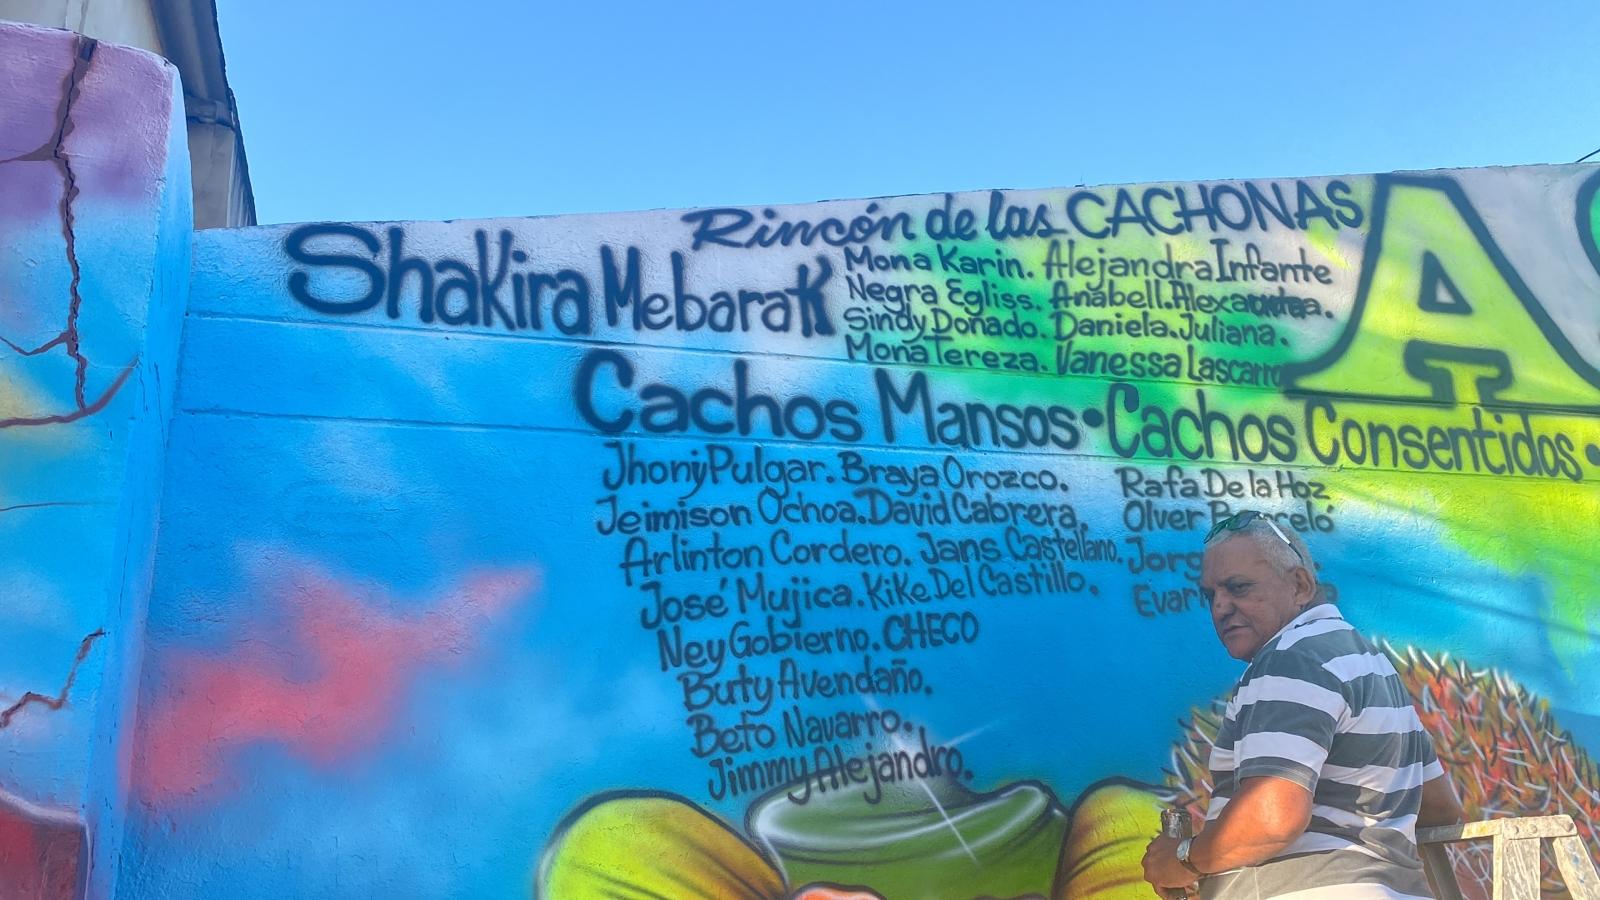 Rincón de las CACHONAS
Shakira Mebarak
Mona Karin. Alejandra Infante
Negra Egliss. Anabell.
Sindy Donado. Daniela. Juliana.
Mona Tereza. Vanessa Lascarro
A
Cachos Mansos • Cachos Consentidos •
Jhony Pulgar. Braya Orozco.
Jeimison Ochoa. David Cabrera.
Arlinton Cordero. Jans Castellano.
José Mujica. Kike Del Castillo.
Ney Gobierno. CHECO
Buty Avendaño.
Beto Navarro.
Jimmy Alejandro.
Rafa De la Hoz
Olver